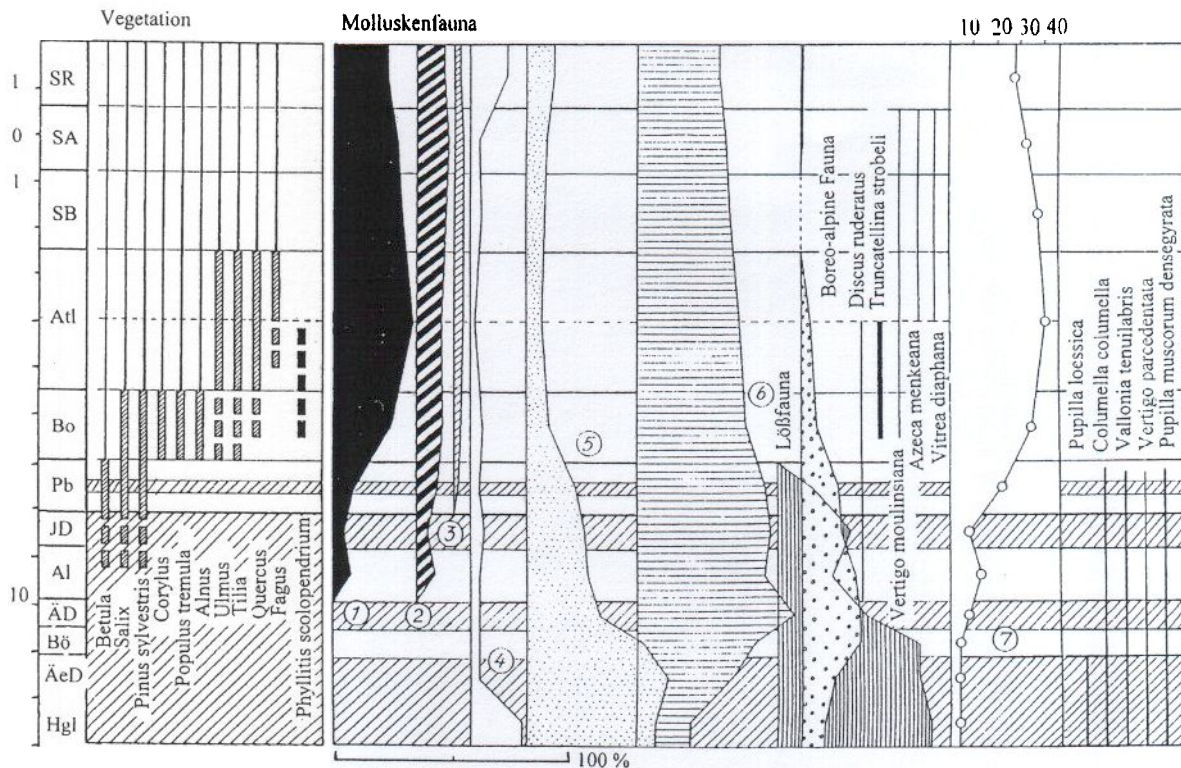 Vegetation
Molluskenfauna
10 20 30 40
1
SR
0
SA
1
SB
Atl
Bo
Pb
JD
Al
10
ÄD
Bö
ÄeD
Hgl
Betula
Salix
Pinus sylvestris
Corylus
Populus tremula
Alnus
Ulmus
Tilia
Quercus
Fagus
Phyllitis scolopendrium
1
2
3
4
5
6
7
Lößfauna
Boreo-alpine Fauna
Discus ruderatus
Truncatellina strobeli
Vertigo moulinsiana
Azeca menkeana
Vitrea diaphana
Pupilla loessica
Columella columella
Vallonia tenuilabris
Vertigo parcedentata
Pupilla muscorum densegyrata
100 %